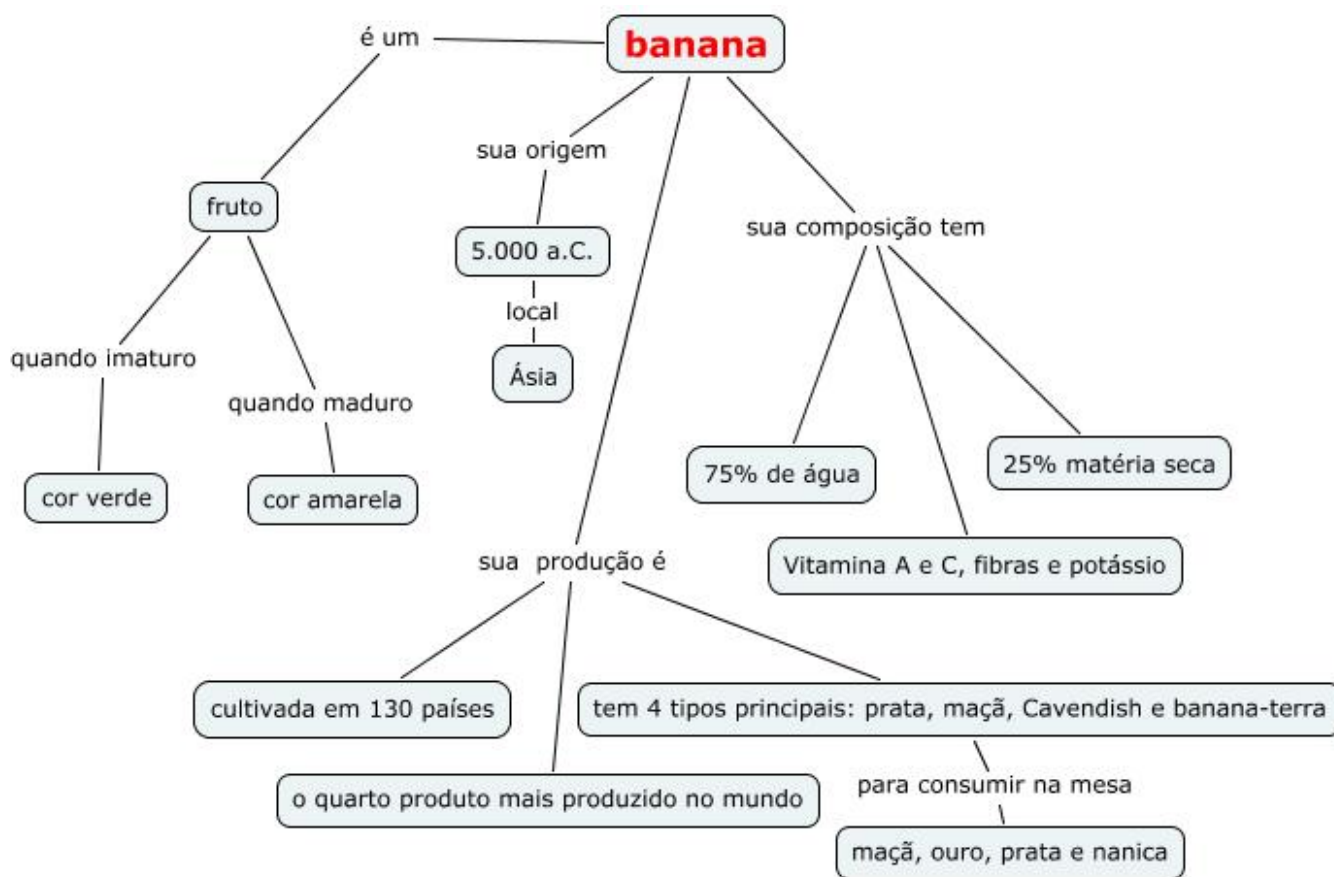 é um
banana
sua origem
fruto
sua composição tem
5.000 a.C.
local
quando imaturo
Ásia
quando maduro
75% de água
25% matéria seca
cor verde
cor amarela
sua produção é
Vitamina A e C, fibras e potássio
cultivada em 130 países
tem 4 tipos principais: prata, maçã, Cavendish e banana-terra
o quarto produto mais produzido no mundo
para consumir na mesa
maçã, ouro, prata e nanica